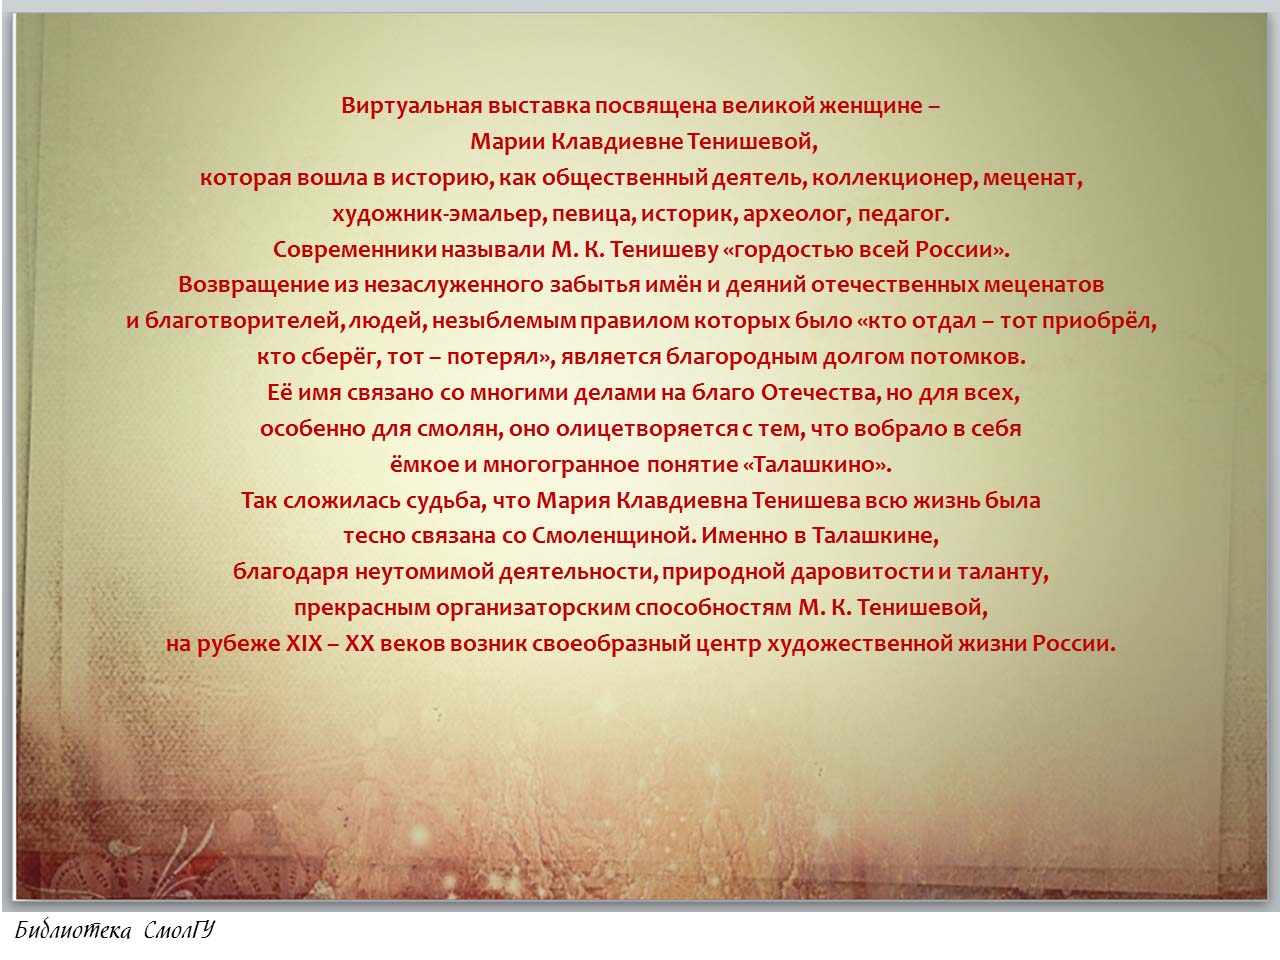 Виртуальная выставка посвящена великой женщине –
Марии Клавдиевне Тенишевой,
которая вошла в историю, как общественный деятель, коллекционер, меценат,
художник-эмальер, певица, историк, археолог, педагог.
Современники называли М. К. Тенишеву «гордостью всей России».
Возвращение из незаслуженного забытья имён и деяний отечественных меценатов
и благотворителей, людей, незыблемым правилом которых было «кто отдал – тот приобрёл,
кто сберёг, тот – потерял», является благородным долгом потомков.
Её имя связано со многими делами на благо Отечества, но для всех,
особенно для смолян, оно олицетворяется с тем, что вобрало в себя
ёмкое и многогранное понятие «Талашкино».
Так сложилась судьба, что Мария Клавдиевна Тенишева всю жизнь была
тесно связана со Смоленщиной. Именно в Талашкине,
благодаря неутомимой деятельности, природной даровитости и таланту,
прекрасным организаторским способностям М. К. Тенишевой,
на рубеже XIX – XX веков возник своеобразный центр художественной жизни России.
Библиотека СмолГУ